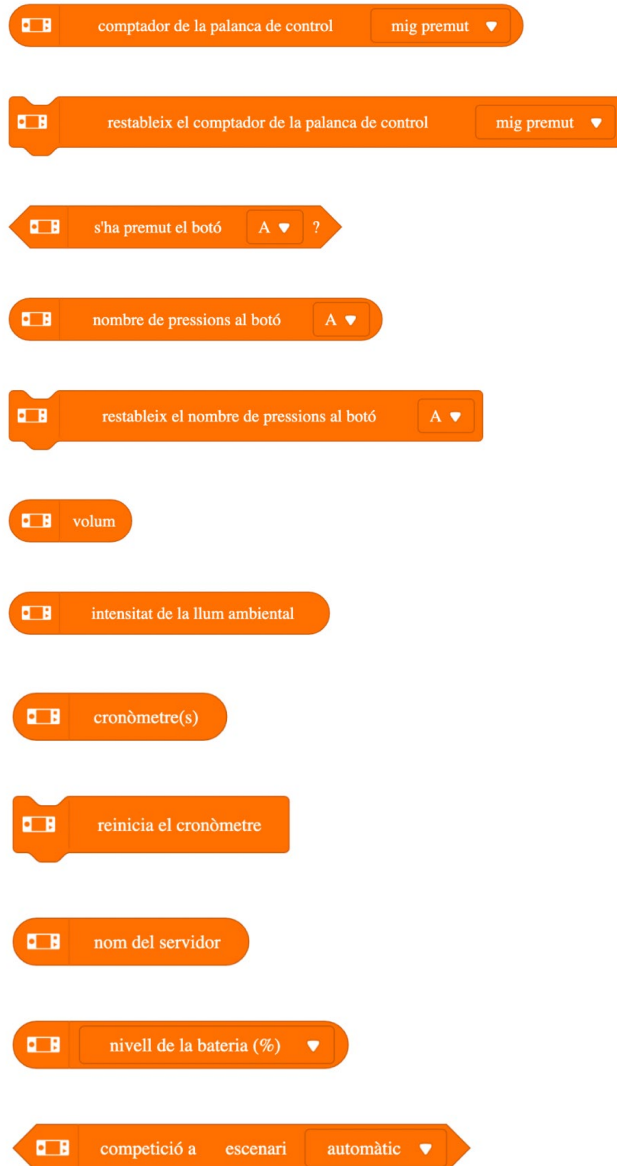 comptador de la palanca de control mig premut
restableix el comptador de la palanca de control mig premut
s'ha premut el botó A ?
nombre de pressions al botó A
restableix el nombre de pressions al botó A
volum
intensitat de la llum ambiental
cronòmetre(s)
reinicia el cronòmetre
nom del servidor
nivell de la bateria (%)
competició a escenari automàtic